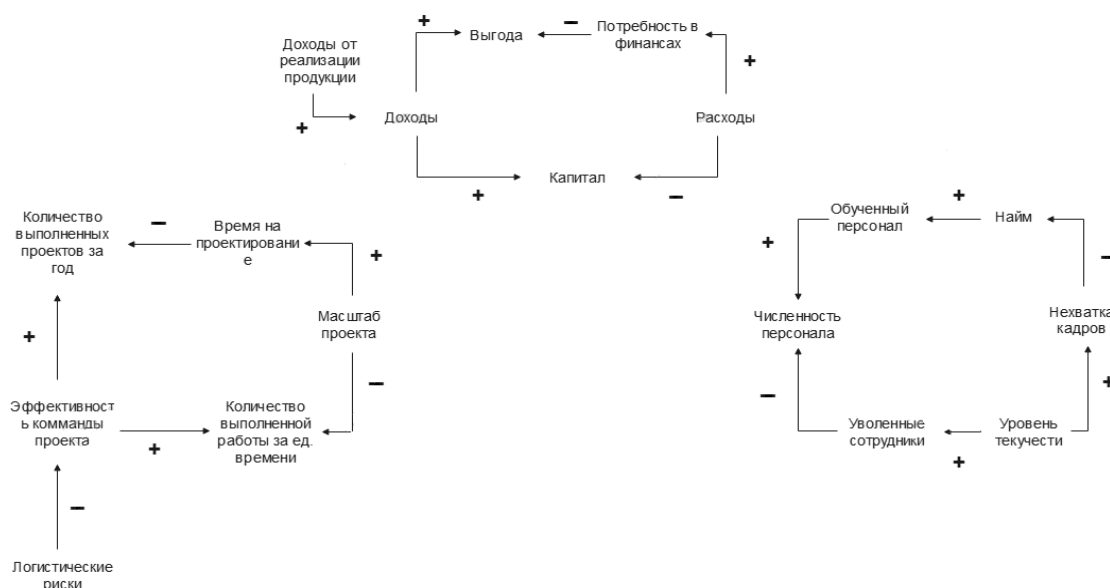 Доходы от
реализации
продукции
+
Выгода
−
Потребность в
финансах
+
+
Доходы
Расходы
+
Капитал
−
Количество
выполненных
проектов за
год
−
Время на
проектировани
е
+
Масштаб
проекта
+
−
Эффективност
ь комманды
проекта
+
Количество
выполненной
работы за ед.
времени
−
Логистические
риски
Обученный
персонал
+
Найм
+
−
Численность
персонала
Нехватка
кадров
−
+
Уволенные
сотрудники
+
Уровень
текучести